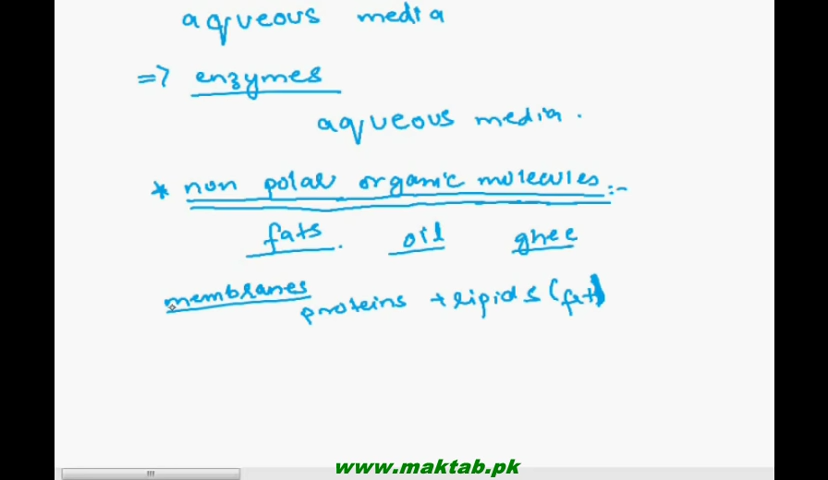 aqueous media
=> enzymes
aqueous media.
* non polar organic molecules:-
fats. oil ghee
membranes proteins + lipids (fat)
www.maktab.pk